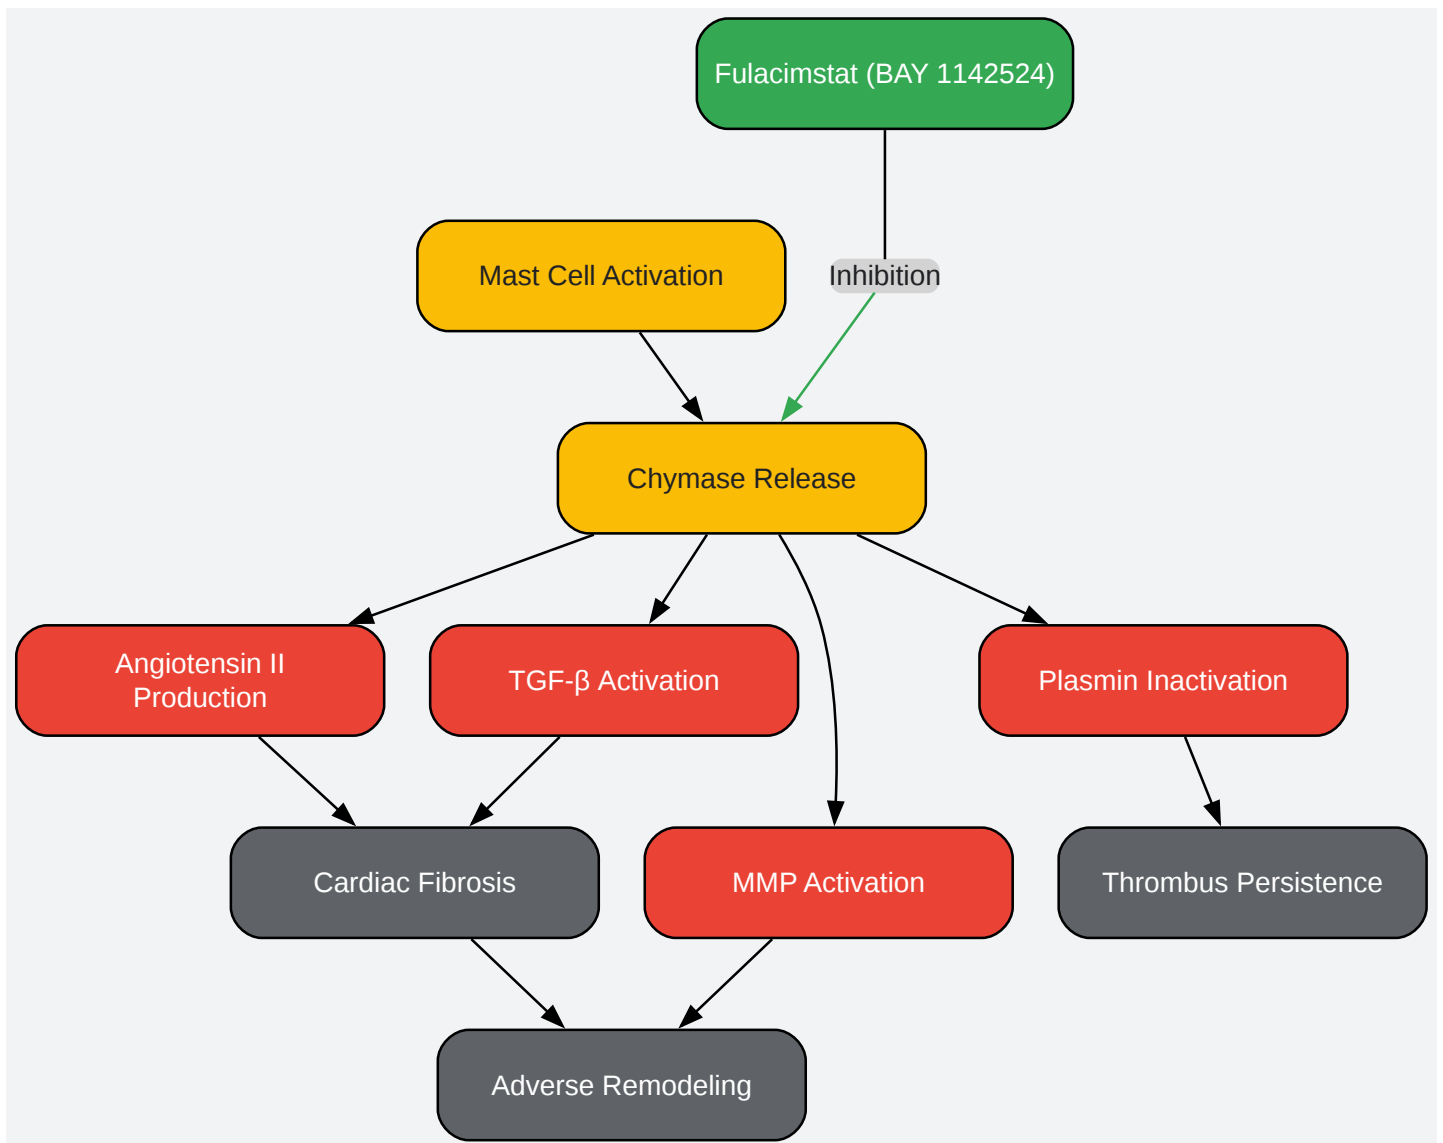 Fulacimstat (BAY 1142524)
Mast Cell Activation
Inhibition
Chymase Release
Angiotensin II
Production
TGF-β Activation
Plasmin Inactivation
Cardiac Fibrosis
MMP Activation
Thrombus Persistence
Adverse Remodeling